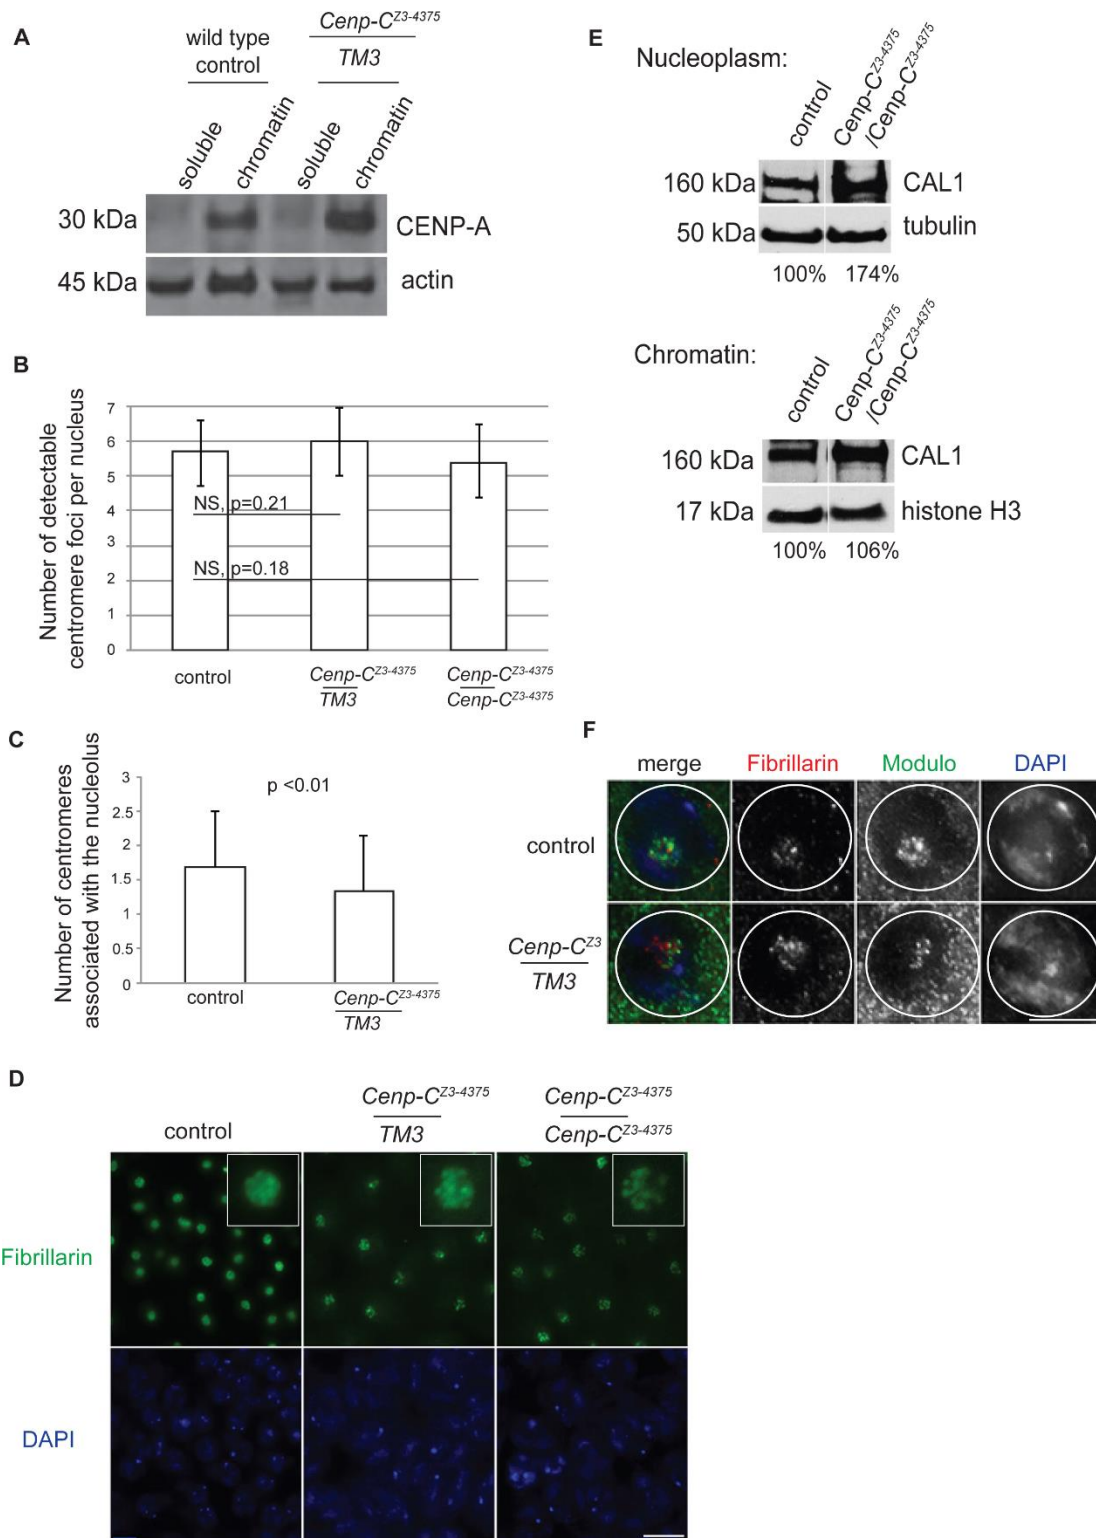 A
wild type
control
Cenp-C^Z3-4375
TM3
soluble
chromatin
soluble
chromatin
30 kDa
CENP-A
45 kDa
actin
B
Number of detectable
centromere foci per nucleus
7
6
5
4
3
2
1
0
NS, p=0.21
NS, p=0.18
control
Cenp-C^Z3-4375
TM3
Cenp-C^Z3-4375
Cenp-C^Z3-4375
C
Number of centromeres
associated with the nucleolus
3
2.5
2
1.5
1
0.5
0
p <0.01
control
Cenp-C^Z3-4375
TM3
D
control
Cenp-C^Z3-4375
TM3
Cenp-C^Z3-4375
Cenp-C^Z3-4375
Fibrillarin
DAPI
E
Nucleoplasm:
control
Cenp-C^Z3-4375
/Cenp-C^Z3-4375
160 kDa
CAL1
50 kDa
tubulin
100%
174%
Chromatin:
control
Cenp-C^Z3-4375
/Cenp-C^Z3-4375
160 kDa
CAL1
17 kDa
histone H3
100%
106%
F
merge
Fibrillarin
Modulo
DAPI
control
Cenp-C^Z3
TM3